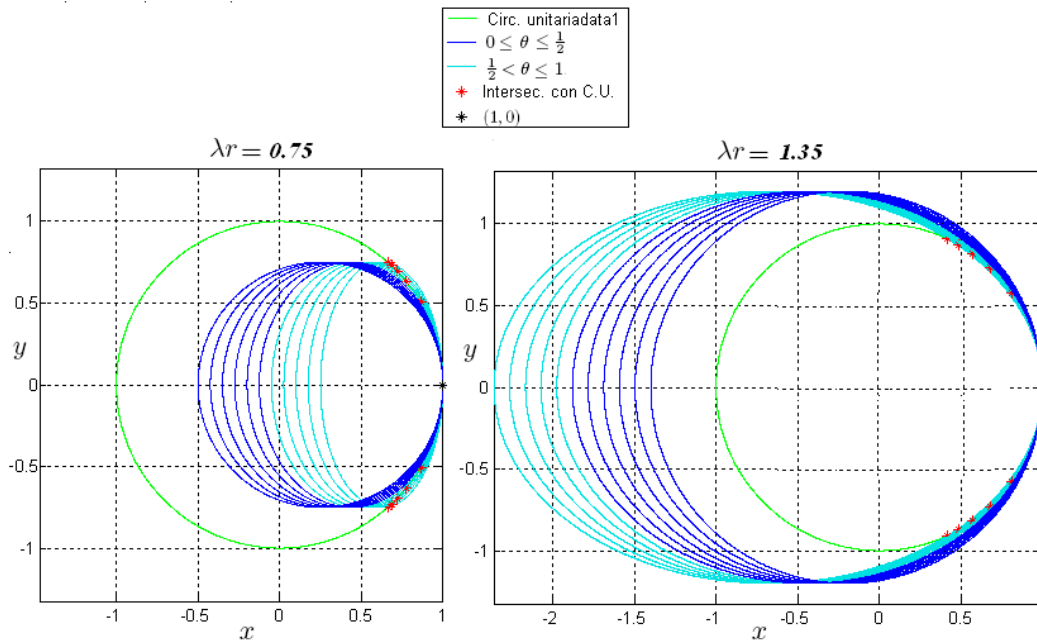 Circ. unitariadata1
0 ≤ θ ≤ 1/2
1/2 < θ ≤ 1
Intersec. con C.U.
(1, 0)
λr = 0.75
1
0.5
0
-0.5
-1
y
-1 -0.5 0 0.5 1
x
λr = 1.35
1
0.5
0
-0.5
-1
y
-2 -1.5 -1 -0.5 0 0.5
x